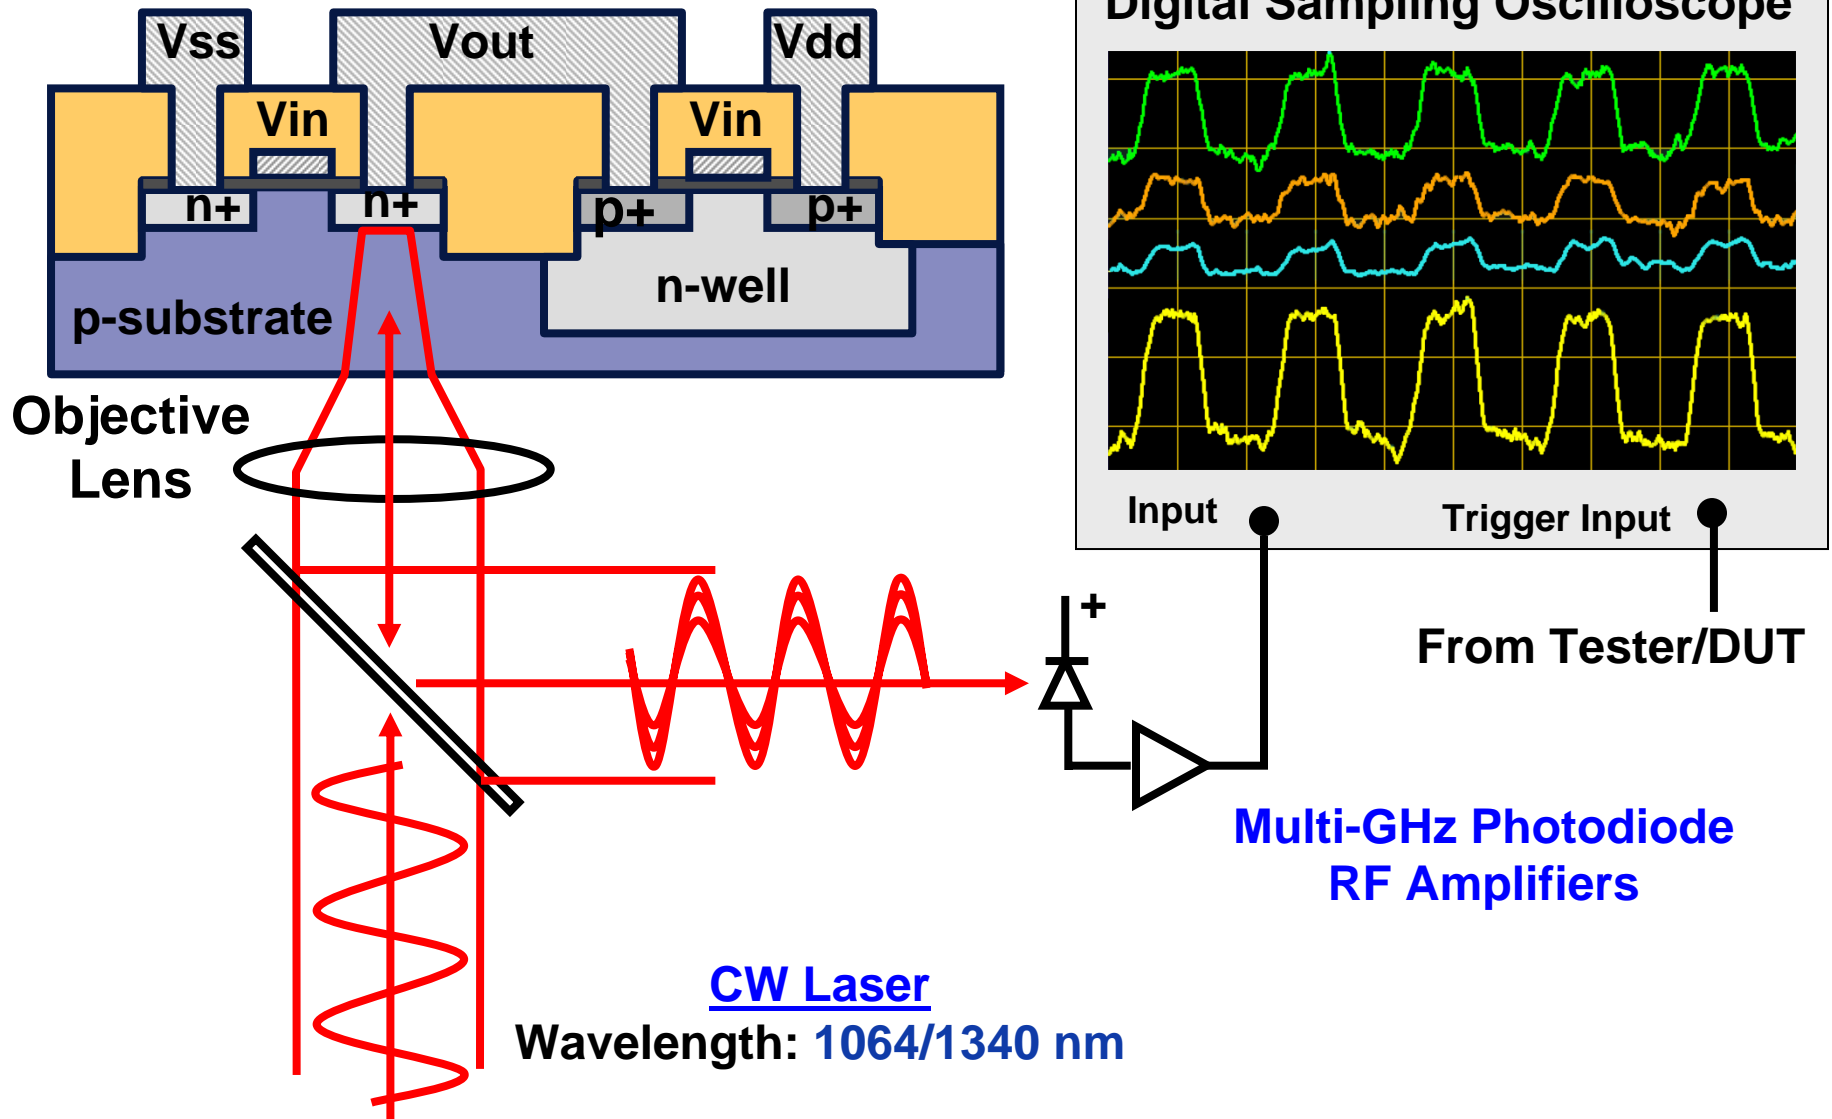 Digital Sampling Oscilloscope
Vss
Vout
Vdd
Vin
Vin
n+
n+
p+
p+
n-well
p-substrate
Objective
Lens
Input
Trigger Input
+
From Tester/DUT
Multi-GHz Photodiode
RF Amplifiers
CW Laser
Wavelength: 1064/1340 nm